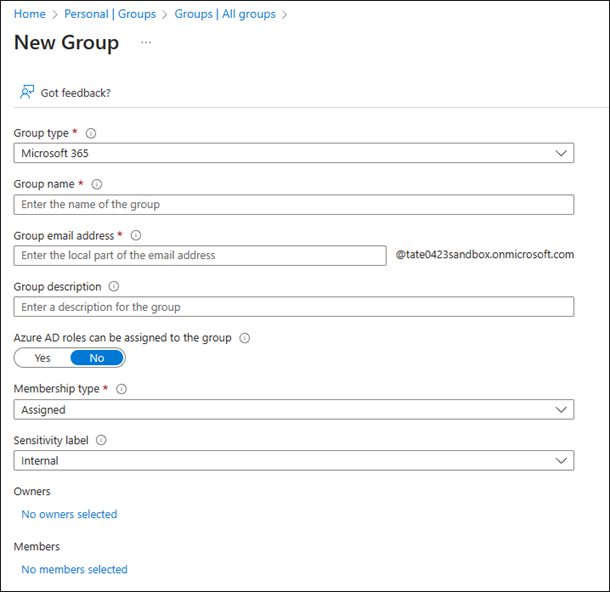 Home > Personal | Groups > Groups | All groups >
New Group ...
Got feedback?
Group type *
Microsoft 365
Group name *
Enter the name of the group
Group email address *
Enter the local part of the email address @tate0423sandbox.onmicrosoft.com
Group description
Enter a description for the group
Azure AD roles can be assigned to the group
Yes No
Membership type *
Assigned
Sensitivity label
Internal
Owners
No owners selected
Members
No members selected